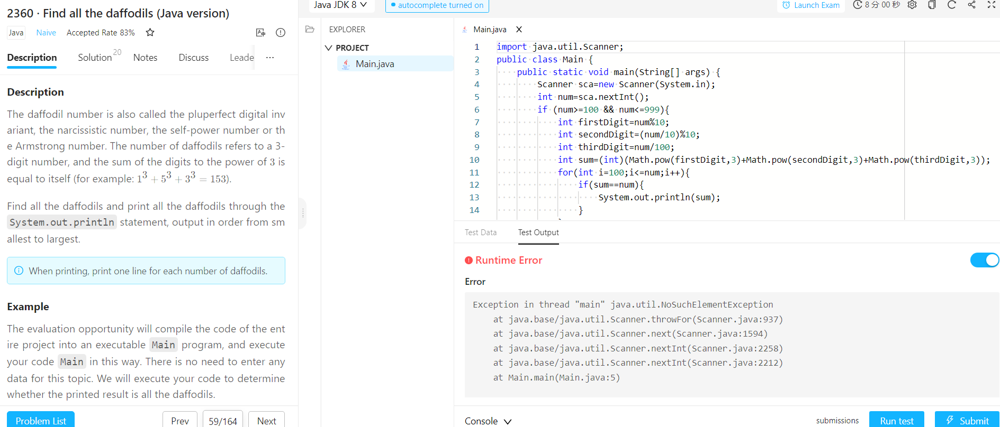 2360 · Find all the daffodils (Java version)
Java Naive Accepted Rate 83%
Description Solution 20 Notes Discuss Leade ...
Description
The daffodil number is also called the pluperfect digital inv
ariant, the narcissistic number, the self-power number or th
e Armstrong number. The number of daffodils refers to a 3-
digit number, and the sum of the digits to the power of 3 is
equal to itself (for example: 1³ + 5³ + 3³ = 153).
Find all the daffodils and print all the daffodils through the
System.out.println statement, output in order from sm
allest to largest.
When printing, print one line for each number of daffodils.
Example
The evaluation opportunity will compile the code of the ent
ire project into an executable Main program, and execute
your code Main in this way. There is no need to enter any
data for this topic. We will execute your code to determine
whether the printed result is all the daffodils.
Problem List Prev 59/164 Next
Java JDK 8 autocomplete turned on Launch Exam 8 分 00 秒
EXPLORER
PROJECT
Main.java
Main.java X
1 import java.util.Scanner;
2 public class Main {
3 public static void main(String[] args) {
4 Scanner sca=new Scanner(System.in);
5 int num=sca.nextInt();
6 if (num>=100 && num<=999){
7 int firstDigit=num%10;
8 int secondDigit=(num/10)%10;
9 int thirdDigit=num/100;
10 int sum=(int)(Math.pow(firstDigit,3)+Math.pow(secondDigit,3)+Math.pow(thirdDigit,3));
11 for(int i=100;i<=num;i++){
12 if(sum==num){
13 System.out.println(sum);
14 }
Test Data Test Output
Runtime Error
Error
Exception in thread "main" java.util.NoSuchElementException
at java.base/java.util.Scanner.throwFor(Scanner.java:937)
at java.base/java.util.Scanner.next(Scanner.java:1594)
at java.base/java.util.Scanner.nextInt(Scanner.java:2258)
at java.base/java.util.Scanner.nextInt(Scanner.java:2212)
at Main.main(Main.java:5)
Console submissions Run test Submit